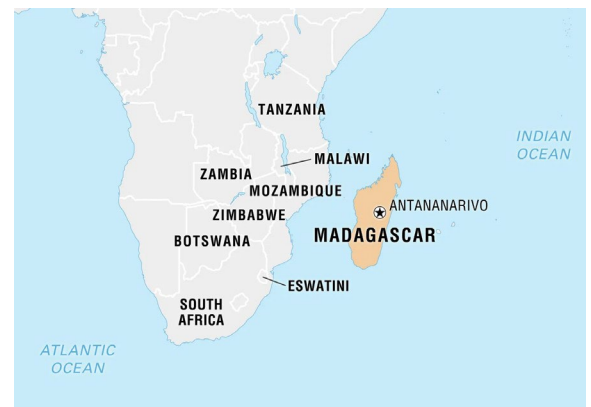 TANZANIA
INDIAN
OCEAN
MALAWI
ZAMBIA
MOZAMBIQUE
ANTANANARIVO
ZIMBABWE
MADAGASCAR
BOTSWANA
ESWATINI
SOUTH
AFRICA
ATLANTIC
OCEAN